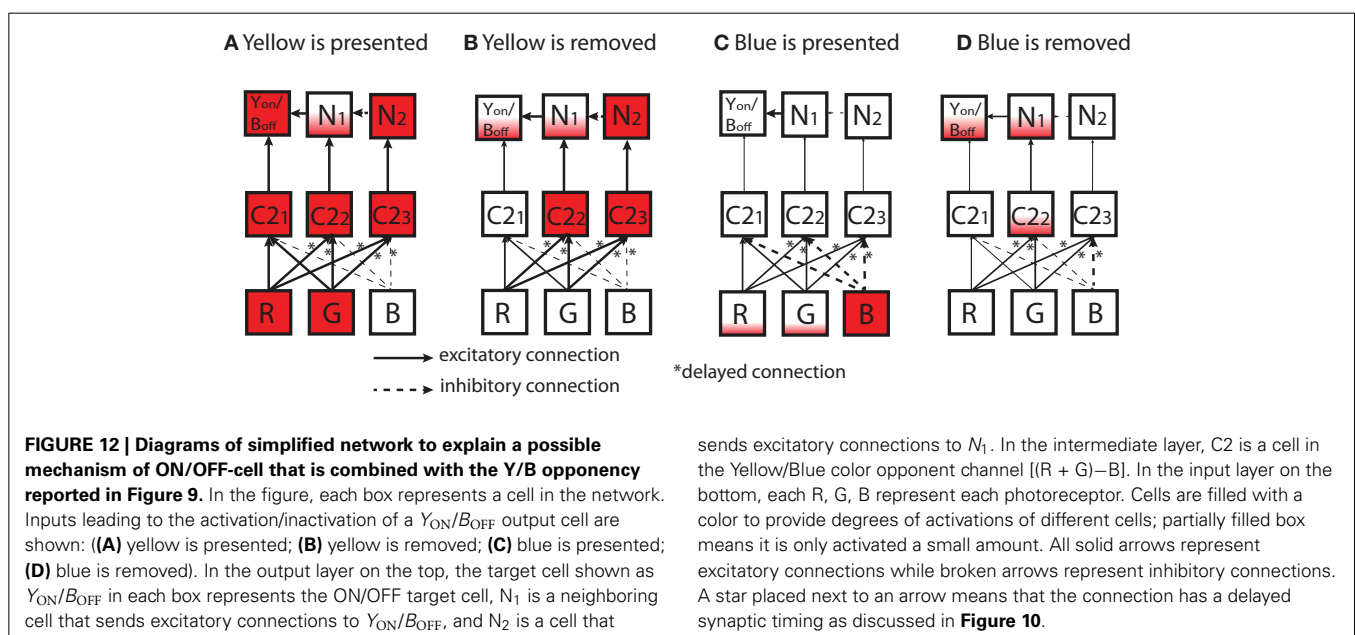 A Yellow is presented
B Yellow is removed
C Blue is presented
D Blue is removed
Yon/ Boff N1 N2
Yon/ Boff N1 N2
Yon/ Boff N1 N2
Yon/ Boff N1 N2
C21 C22 C23
C21 C22 C23
C21 C22 C23
C21 C22 C23
* * * * * *
* * * * * *
* * * * * *
* * * * * *
R G B
R G B
R G B
R G B
excitatory connection
inhibitory connection
*delayed connection
FIGURE 12 | Diagrams of simplified network to explain a possible
mechanism of ON/OFF-cell that is combined with the Y/B opponency
reported in Figure 9. In the figure, each box represents a cell in the network.
Inputs leading to the activation/inactivation of a YON/BOFF output cell are
shown: ((A) yellow is presented; (B) yellow is removed; (C) blue is presented;
(D) blue is removed). In the output layer on the top, the target cell shown as
YON/BOFF in each box represents the ON/OFF target cell, N1 is a neighboring
cell that sends excitatory connections to YON/BOFF, and N2 is a cell that
sends excitatory connections to N1. In the intermediate layer, C2 is a cell in
the Yellow/Blue color opponent channel [(R + G)−B]. In the input layer on the
bottom, each R, G, B represent each photoreceptor. Cells are filled with a
color to provide degrees of activations of different cells; partially filled box
means it is only activated a small amount. All solid arrows represent
excitatory connections while broken arrows represent inhibitory connections.
A star placed next to an arrow means that the connection has a delayed
synaptic timing as discussed in Figure 10.